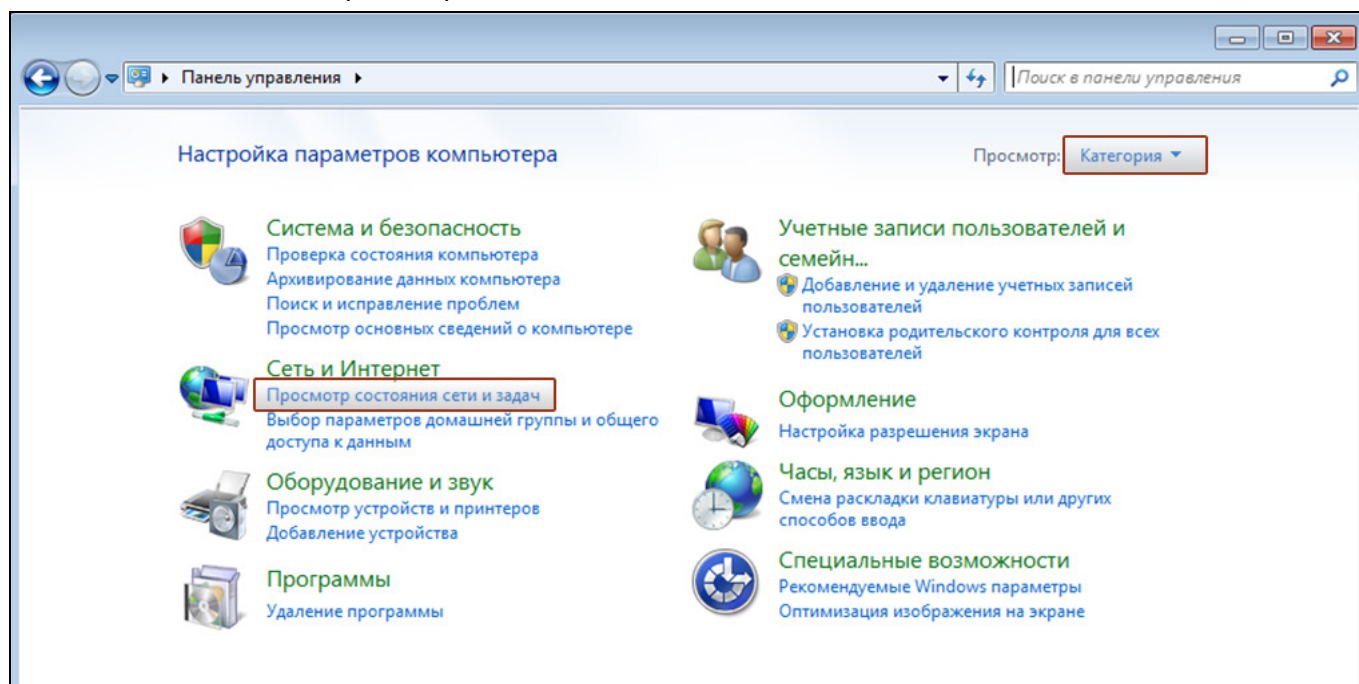 Панель управления
Поиск в панели управления
Настройка параметров компьютера
Просмотр: Категория
Система и безопасность
Проверка состояния компьютера
Архивирование данных компьютера
Поиск и исправление проблем
Просмотр основных сведений о компьютере
Сеть и Интернет
Просмотр состояния сети и задач
Выбор параметров домашней группы и общего
доступа к данным
Оборудование и звук
Просмотр устройств и принтеров
Добавление устройства
Программы
Удаление программы
Учетные записи пользователей и
семейн...
Добавление и удаление учетных записей
пользователей
Установка родительского контроля для всех
пользователей
Оформление
Настройка разрешения экрана
Часы, язык и регион
Смена раскладки клавиатуры или других
способов ввода
Специальные возможности
Рекомендуемые Windows параметры
Оптимизация изображения на экране